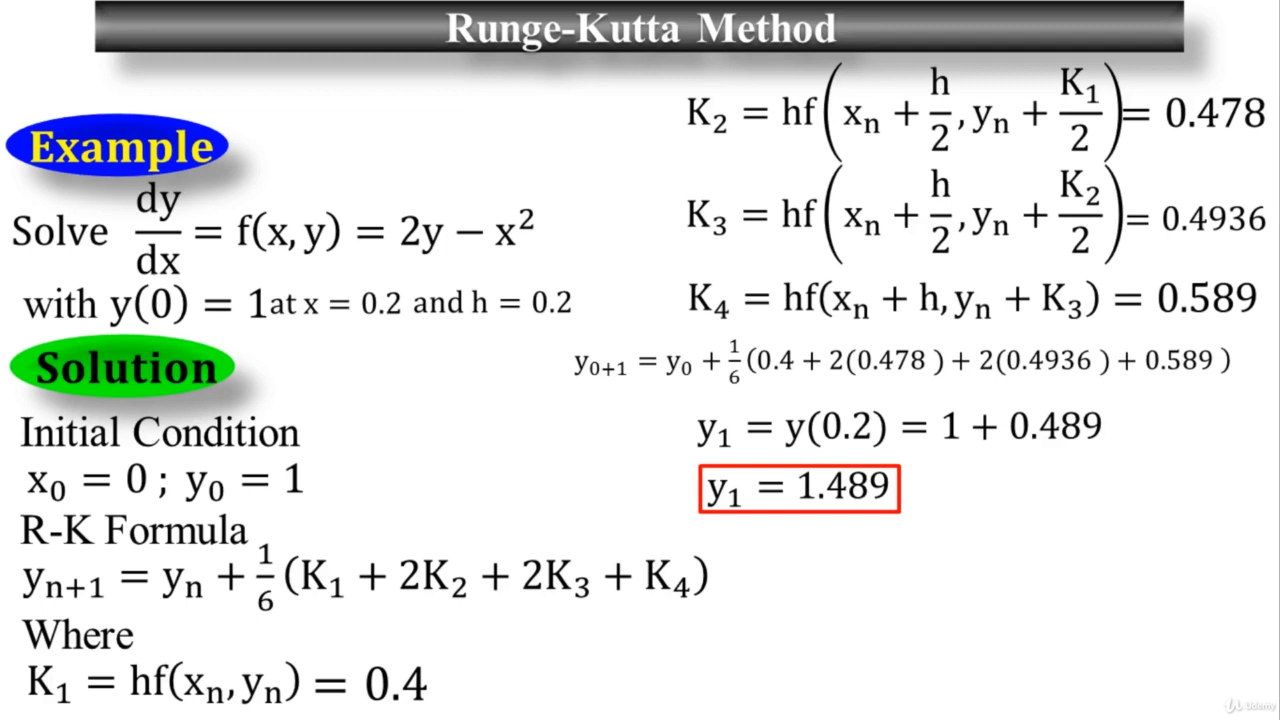 Runge-Kutta Method
Example
Solve dy/dx = f(x, y) = 2y − x²
with y(0) = 1 at x = 0.2 and h = 0.2
Solution
Initial Condition
x₀ = 0 ; y₀ = 1
R-K Formula
yₙ₊₁ = yₙ + 1/6 (K₁ + 2K₂ + 2K₃ + K₄)
Where
K₁ = hf(xₙ, yₙ) = 0.4
K₂ = hf(xₙ + h/2, yₙ + K₁/2) = 0.478
K₃ = hf(xₙ + h/2, yₙ + K₂/2) = 0.4936
K₄ = hf(xₙ + h, yₙ + K₃) = 0.589
y₀₊₁ = y₀ + 1/6 (0.4 + 2(0.478 ) + 2(0.4936 ) + 0.589 )
y₁ = y(0.2) = 1 + 0.489
y₁ = 1.489
Udemy